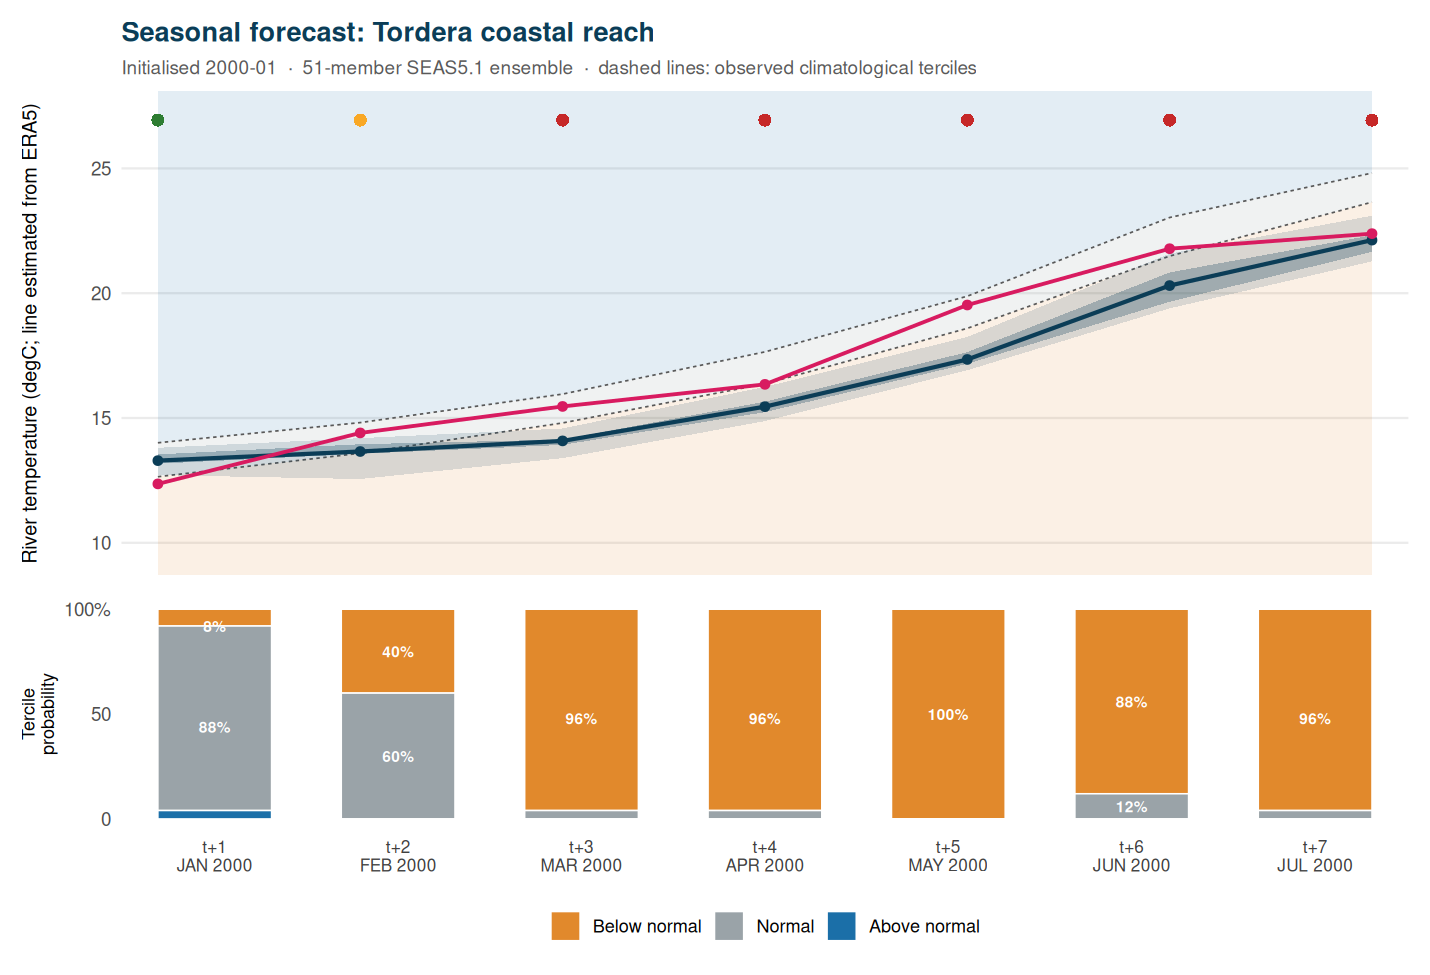 Seasonal forecast: Tordera coastal reach
Initialised 2000-01 · 51-member SEAS5.1 ensemble · dashed lines: observed climatological terciles
River temperature (degC; line estimated from ERA5)
25
20
15
10
Tercile
probability
100%
50
0
8%
88%
40%
60%
96%
96%
100%
88%
12%
96%
t+1
JAN 2000
t+2
FEB 2000
t+3
MAR 2000
t+4
APR 2000
t+5
MAY 2000
t+6
JUN 2000
t+7
JUL 2000
Below normal
Normal
Above normal